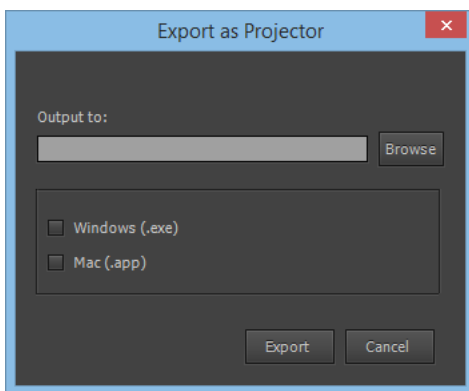 Export as Projector
Output to:
Browse
Windows (.exe)
Mac (.app)
Export Cancel